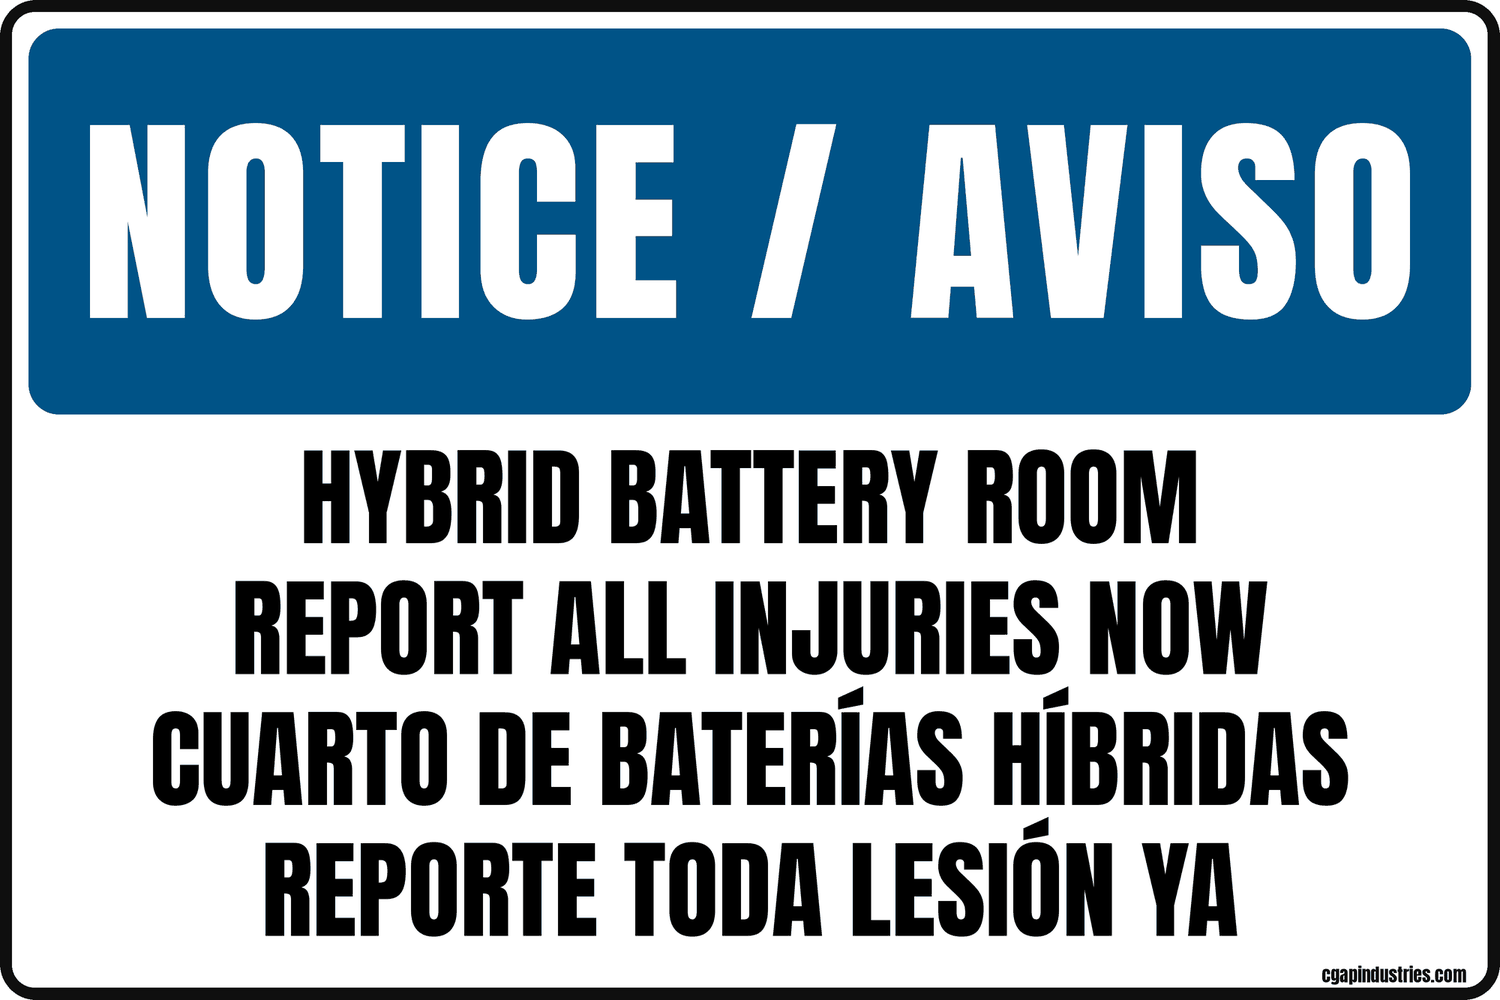 NOTICE / AVISO
HYBRID BATTERY ROOM
REPORT ALL INJURIES NOW
CUARTO DE BATERÍAS HÍBRIDAS
REPORTE TODA LESIÓN YA
cgapindustries.com